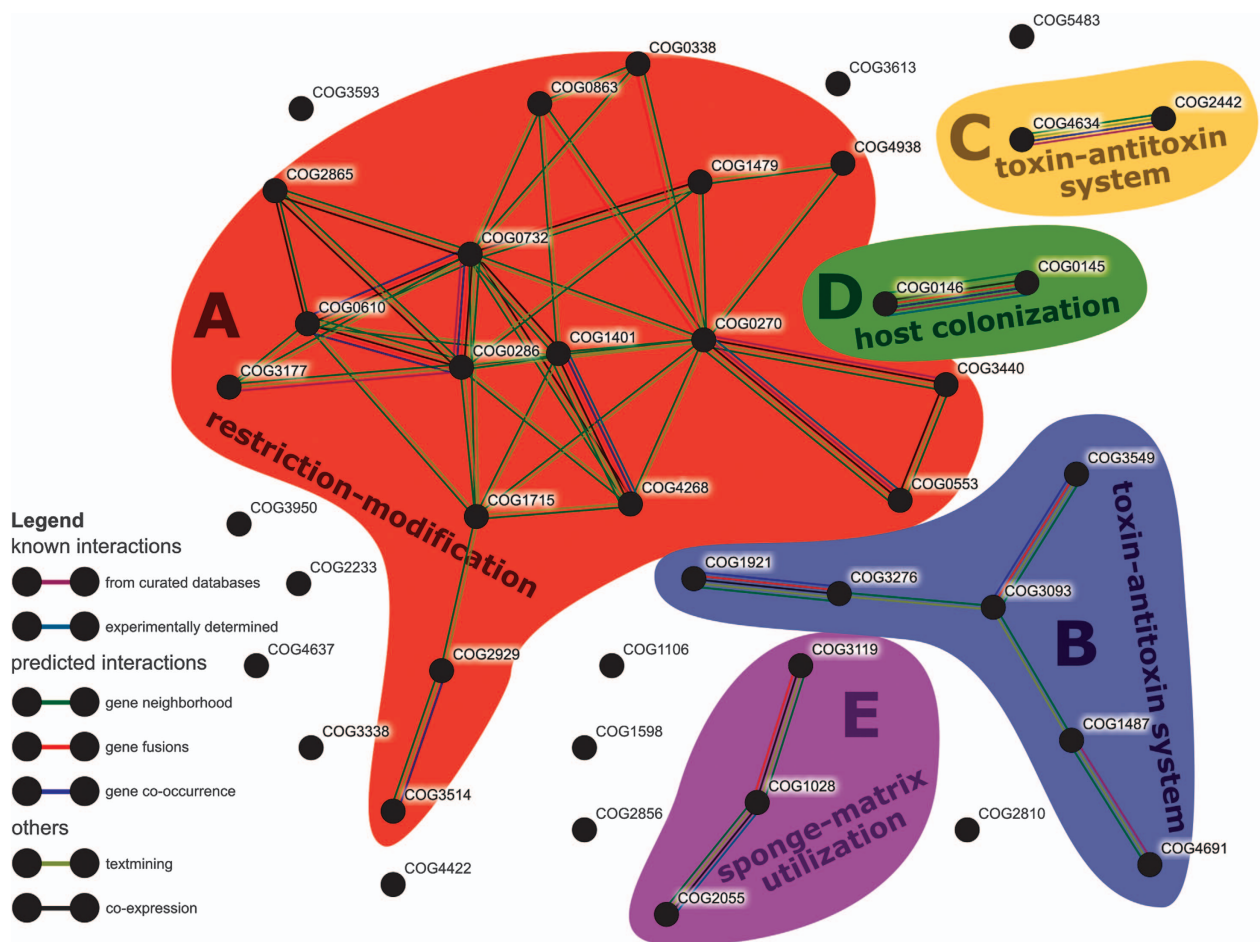 COG5483
COG0338
COG3613
COG0863
COG3593
COG2442
COG4634
C
toxin-antitoxin
system
COG4938
COG1479
COG2865
COG0732
COG0145
COG0146
D
host colonization
A
COG0610
COG0286
COG1401
COG0270
COG3177
COG3440
restriction-modification
COG3549
COG4268
COG1715
COG0553
toxin-antitoxin system
COG3950
Legend
known interactions
from curated databases
experimentally determined
predicted interactions
gene neighborhood
gene fusions
gene co-occurrence
others
textmining
co-expression
COG2233
COG1921
COG3276
COG3093
B
COG4637
COG2929
COG1106
COG3119
E
COG3338
COG1598
COG1487
COG3514
COG1028
sponge-matrix
utilization
COG2856
COG2810
COG4691
COG4422
COG2055